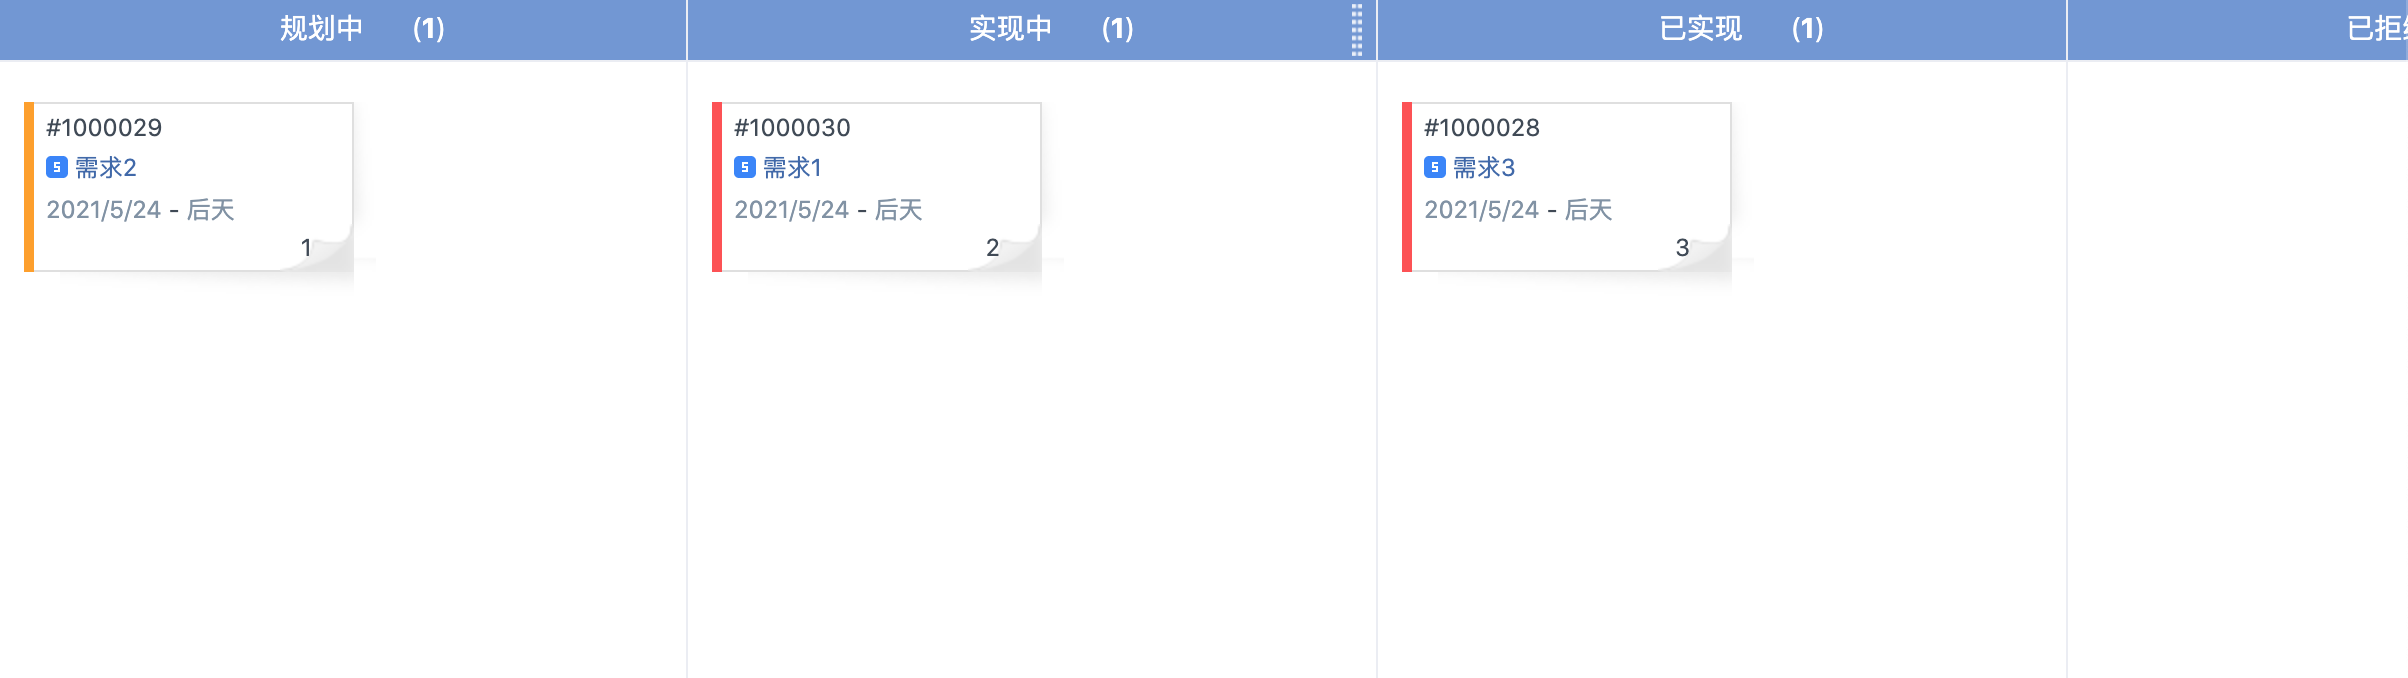 规划中 (1)
实现中 (1)
已实现 (1)
已拒
#1000029
S 需求2
2021/5/24 - 后天
1
#1000030
S 需求1
2021/5/24 - 后天
2
#1000028
S 需求3
2021/5/24 - 后天
3